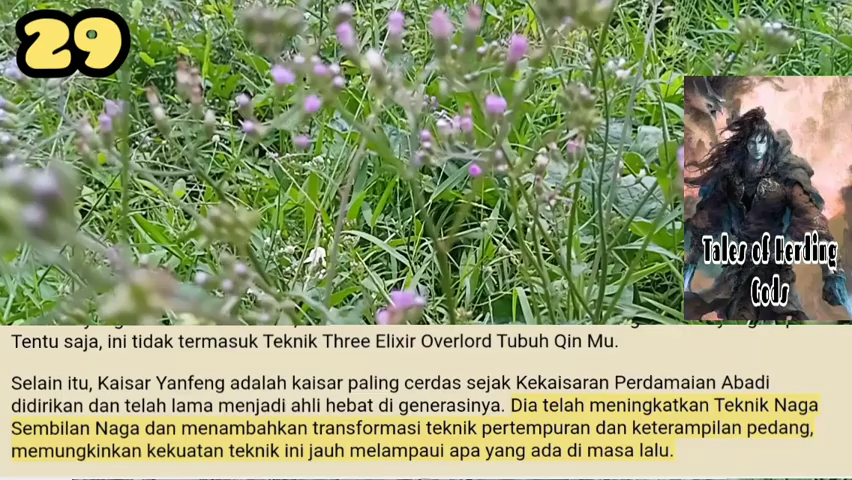 29
Tales of Herding
Gods
Tentu saja, ini tidak termasuk Teknik Three Elixir Overlord Tubuh Qin Mu.
Selain itu, Kaisar Yanfeng adalah kaisar paling cerdas sejak Kekaisaran Perdamaian Abadi
didirikan dan telah lama menjadi ahli hebat di generasinya. Dia telah meningkatkan Teknik Naga
Sembilan Naga dan menambahkan transformasi teknik pertempuran dan keterampilan pedang,
memungkinkan kekuatan teknik ini jauh melampaui apa yang ada di masa lalu.